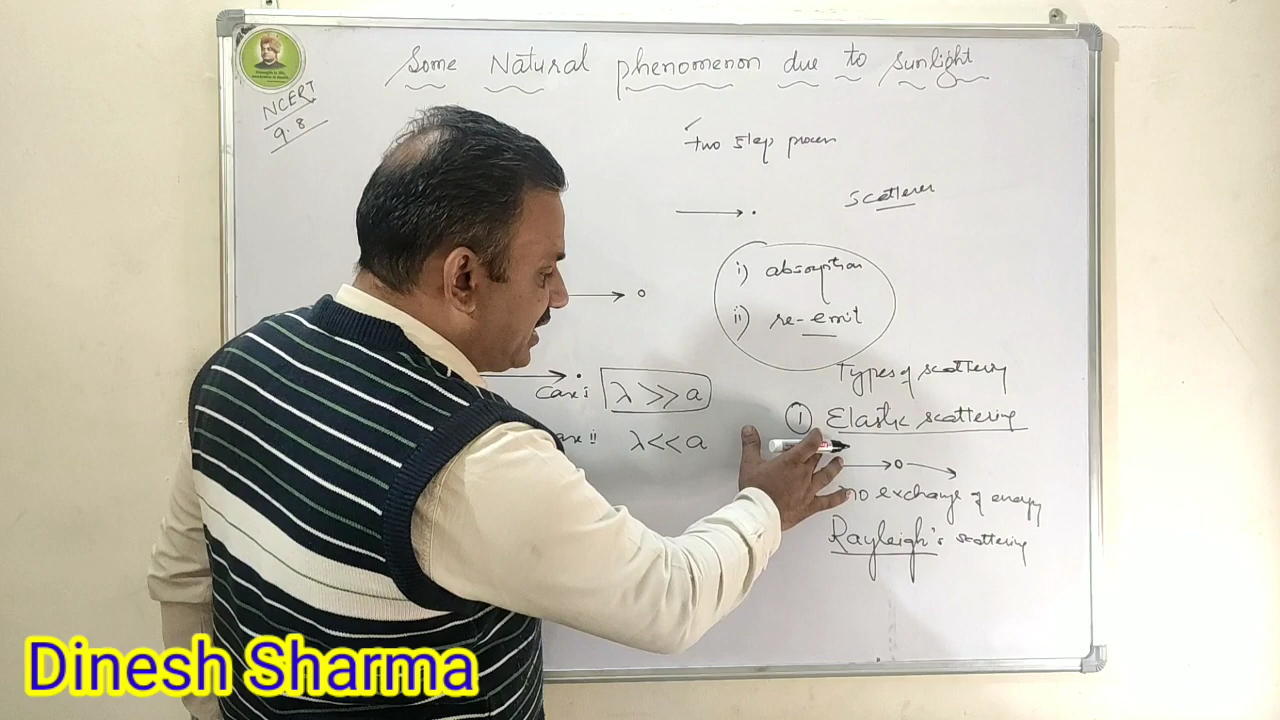 Some Natural phenomenon due to Sunlight
NCERT
9.8
two step process
scatterer
i) absorption
ii) re-emit
Types of scattering
Case i λ >> a
① Elastic scattering
ii λ << a
no exchange of energy
Rayleigh's scattering
Dinesh Sharma